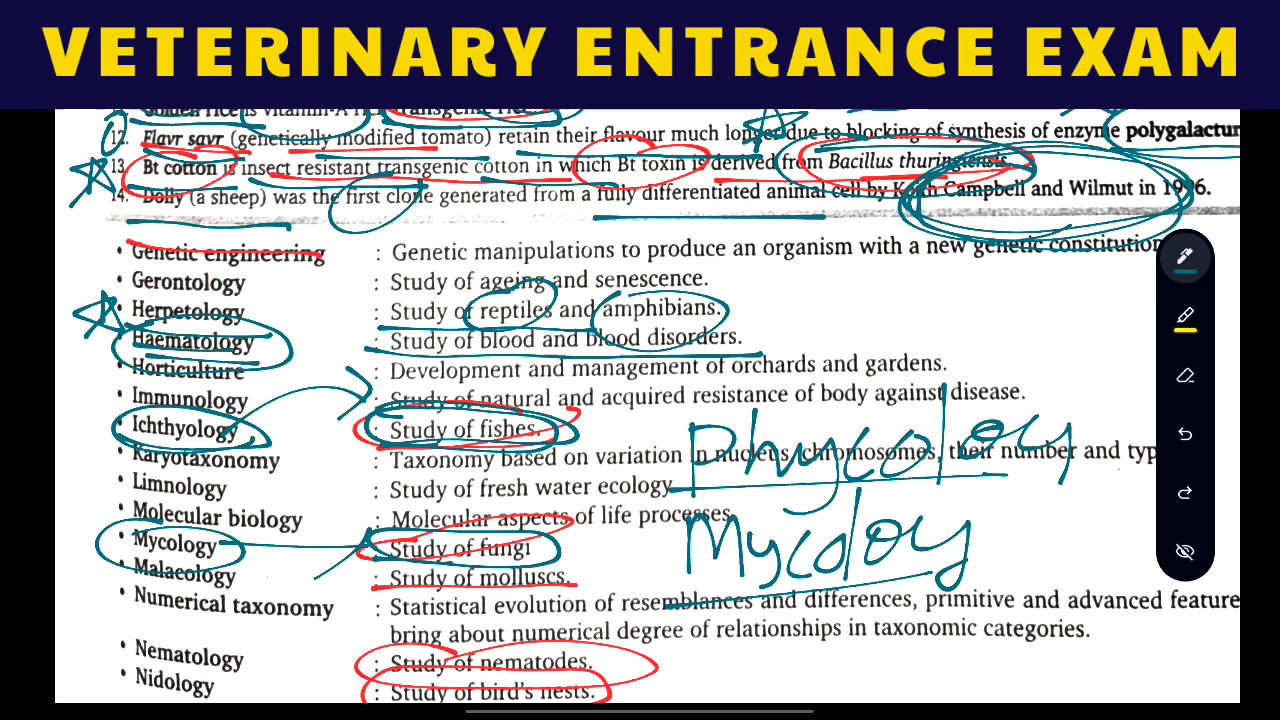 VETERINARY ENTRANCE EXAM
Golden rice is vitamin-A transgenic rice.
12. Flavr savr (genetically modified tomato) retain their flavour much longer due to blocking of synthesis of enzyme polygalactur
13. Bt cotton is insect resistant transgenic cotton in which Bt toxin is derived from Bacillus thuringiensis.
14. Dolly (a sheep) was the first clone generated from a fully differentiated animal cell by Keith Campbell and Wilmut in 1996.
• Genetic engineering : Genetic manipulations to produce an organism with a new genetic constitution
• Gerontology : Study of ageing and senescence.
• Herpetology : Study of reptiles and amphibians.
• Haematology : Study of blood and blood disorders.
• Horticulture : Development and management of orchards and gardens.
• Immunology : Study of natural and acquired resistance of body against disease.
• Ichthyology : Study of fishes.
Phycology
• Karyotaxonomy : Taxonomy based on variation in nucleus, chromosomes, their number and typ
• Limnology : Study of fresh water ecology
• Molecular biology : Molecular aspects of life processes
• Mycology : Study of fungi
Mycoloy
• Malacology : Study of molluscs.
• Numerical taxonomy : Statistical evolution of resemblances and differences, primitive and advanced feature
bring about numerical degree of relationships in taxonomic categories.
• Nematology : Study of nematodes.
• Nidology : Study of bird's nests.